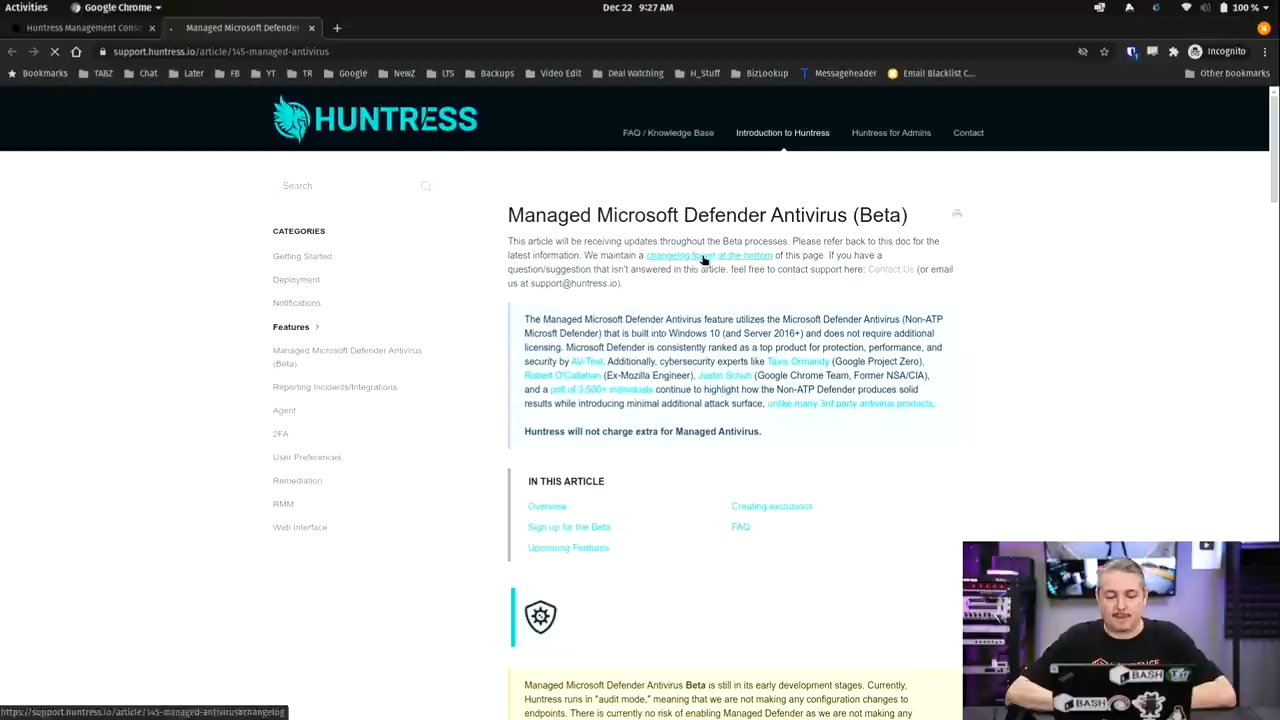 Activities
Google Chrome
Dec 22 9:27 AM
100 %
Huntress Management Cons
Managed Microsoft Defender
support.huntress.io/article/145-managed-antivirus
Incognito
Bookmarks
TABZ
Chat
Later
FB
YT
Google
NewZ
LTS
Backups
Video Edit
Deal Watching
H_Stuff
BizLookup
Messageheader
Email Blacklist C...
Other bookmarks
HUNTRESS
FAQ / Knowledge Base
Introduction to Huntress
Huntress for Admins
Contact
Search
CATEGORIES
Getting Started
Deployment
Notifications
Features
Managed Microsoft Defender Antivirus
(Beta)
Reporting Incidents/Integrations
Agent
2FA
User Preferences
Remediation
RMM
Web Interface
Managed Microsoft Defender Antivirus (Beta)
This article will be receiving updates throughout the Beta processes. Please refer back to this doc for the
latest information. We maintain a changelog found at the bottom of this page. If you have a
question/suggestion that isn't answered in this article, feel free to contact support here: Contact Us (or email
us at support@huntress.io).
The Managed Microsoft Defender Antivirus feature utilizes the Microsoft Defender Antivirus (Non-ATP
Microsft Defender) that is built into Windows 10 (and Server 2016+) and does not require additional
licensing. Microsoft Defender is consistently ranked as a top product for protection, performance, and
security by AV-Test. Additionally, cybersecurity experts like Tavis Ormandy (Google Project Zero),
Robert O'Callahan (Ex-Mozilla Engineer), Justin Schuh (Google Chrome Team, Former NSA/CIA),
and a poll of 3,500+ individuals continue to highlight how the Non-ATP Defender produces solid
results while introducing minimal additional attack surface, unlike many 3rd party antivirus products.
Huntress will not charge extra for Managed Antivirus.
IN THIS ARTICLE
Overview
Sign up for the Beta
Upcoming Features
Creating exclusions
FAQ
Managed Microsoft Defender Antivirus Beta is still in its early development stages. Currently,
Huntress runs in "audit mode," meaning that we are not making any configuration changes to
endpoints. There is currently no risk of enabling Managed Defender as we are not making any
https://support.huntress.io/article/145-managed-antivirus#changelog
BASH
BASH